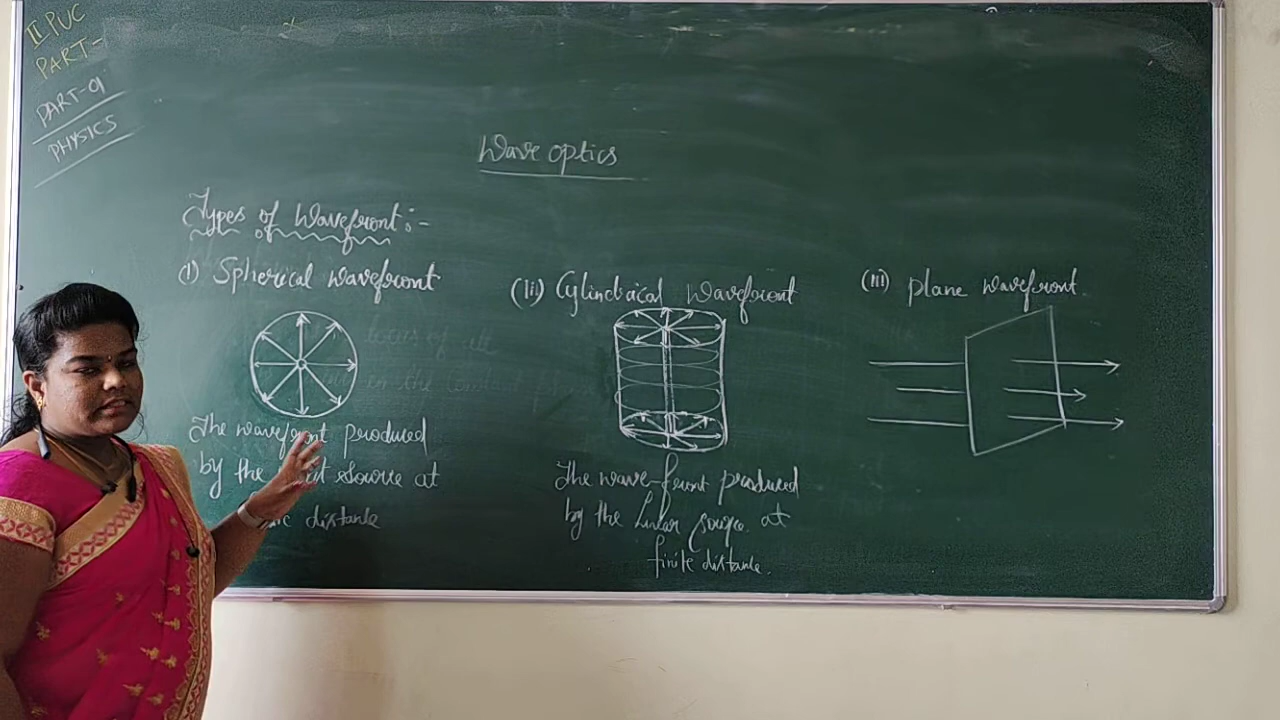 II PUC
PART-
PART-9
PHYSICS
Wave optics
Types of Wavefront:-
(i) Spherical wavefront
The wavefront produced
by the source at
distance
(ii) Cylindrical Wavefront
The wave-front produced
by the linear source at
finite distance.
(iii) plane wavefront